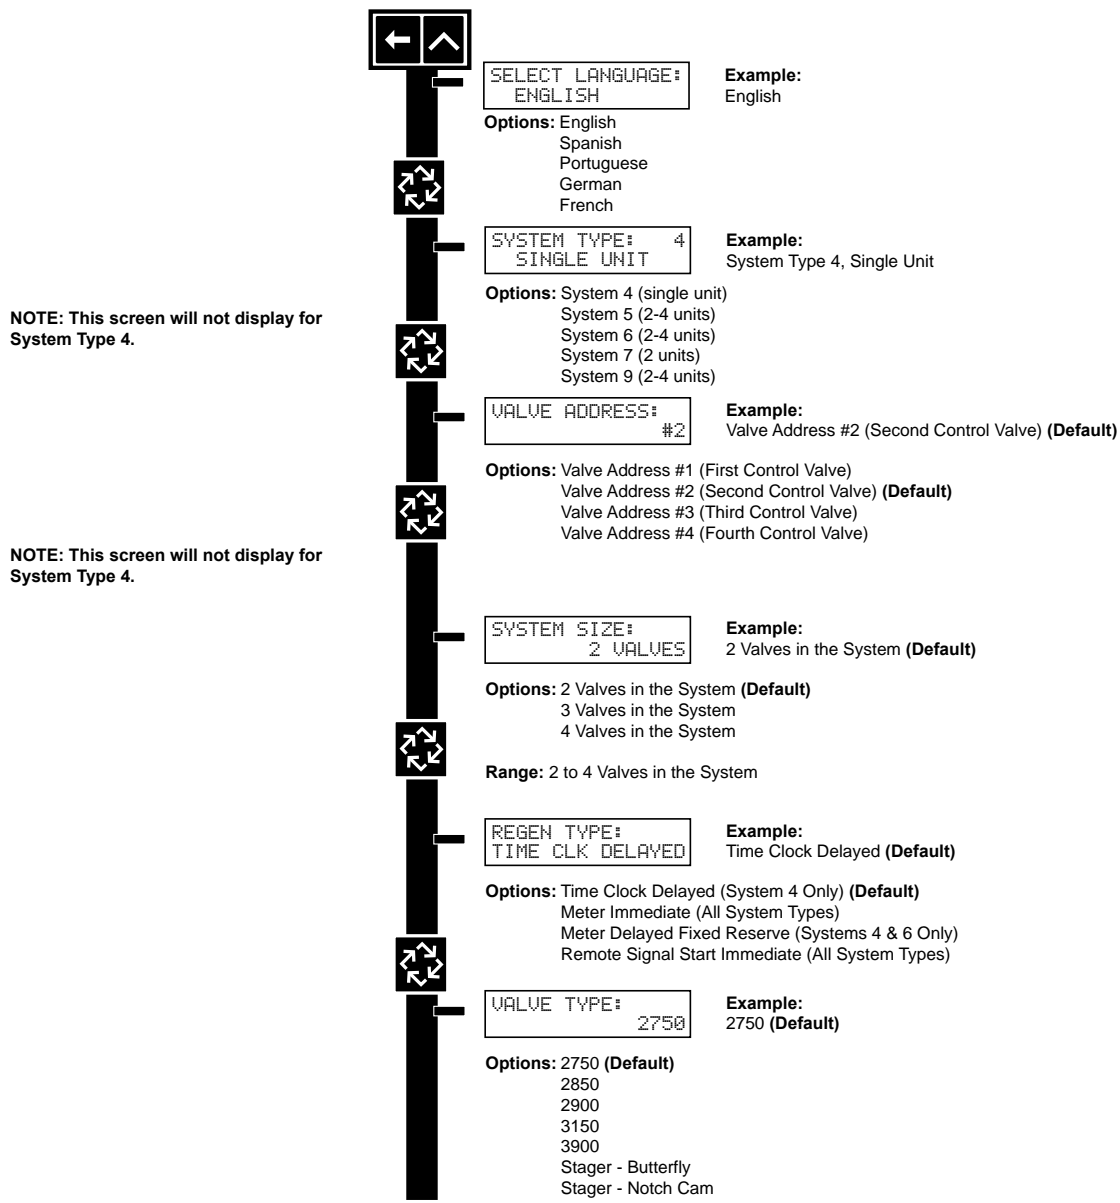 SELECT LANGUAGE:
ENGLISH
Example:
English
Options: English
Spanish
Portuguese
German
French
SYSTEM TYPE: 4
SINGLE UNIT
Example:
System Type 4, Single Unit
Options: System 4 (single unit)
System 5 (2-4 units)
System 6 (2-4 units)
System 7 (2 units)
System 9 (2-4 units)
NOTE: This screen will not display for
System Type 4.
VALVE ADDRESS:
#2
Example:
Valve Address #2 (Second Control Valve) (Default)
Options: Valve Address #1 (First Control Valve)
Valve Address #2 (Second Control Valve) (Default)
Valve Address #3 (Third Control Valve)
Valve Address #4 (Fourth Control Valve)
NOTE: This screen will not display for
System Type 4.
SYSTEM SIZE:
2 VALVES
Example:
2 Valves in the System (Default)
Options: 2 Valves in the System (Default)
3 Valves in the System
4 Valves in the System
Range: 2 to 4 Valves in the System
REGEN TYPE:
TIME CLK DELAYED
Example:
Time Clock Delayed (Default)
Options: Time Clock Delayed (System 4 Only) (Default)
Meter Immediate (All System Types)
Meter Delayed Fixed Reserve (Systems 4 & 6 Only)
Remote Signal Start Immediate (All System Types)
VALVE TYPE:
2750
Example:
2750 (Default)
Options: 2750 (Default)
2850
2900
3150
3900
Stager - Butterfly
Stager - Notch Cam